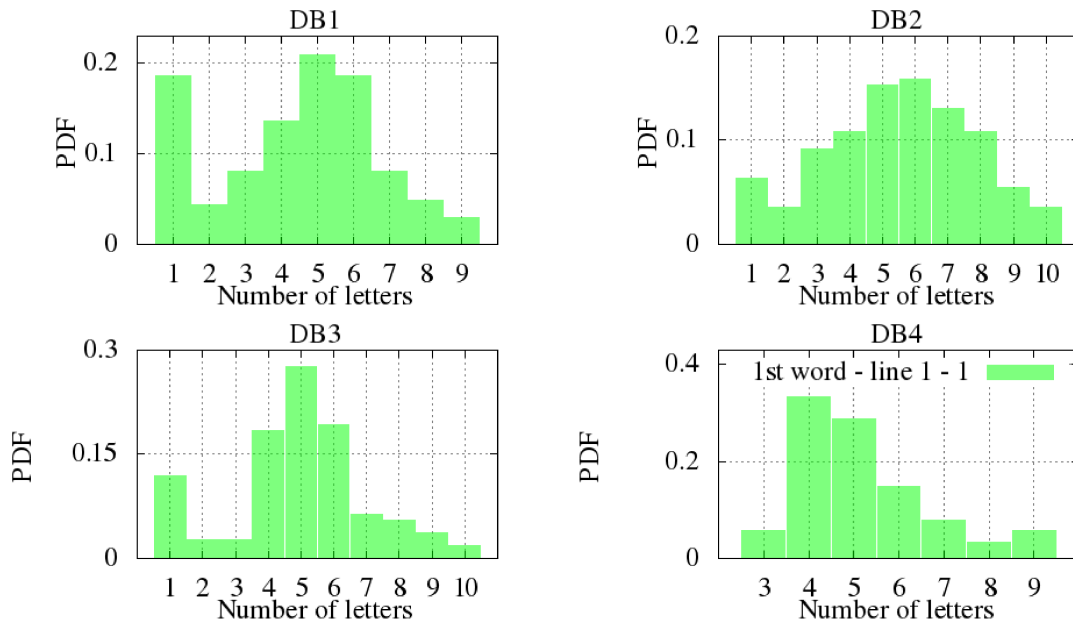 DB1
PDF
0.2
0.1
0
1 2 3 4 5 6 7 8 9
Number of letters
DB2
PDF
0.2
0.1
0
1 2 3 4 5 6 7 8 9 10
Number of letters
DB3
PDF
0.3
0.15
0
1 2 3 4 5 6 7 8 9 10
Number of letters
DB4
PDF
0.4
0.2
0
1st word - line 1 - 1
3 4 5 6 7 8 9
Number of letters